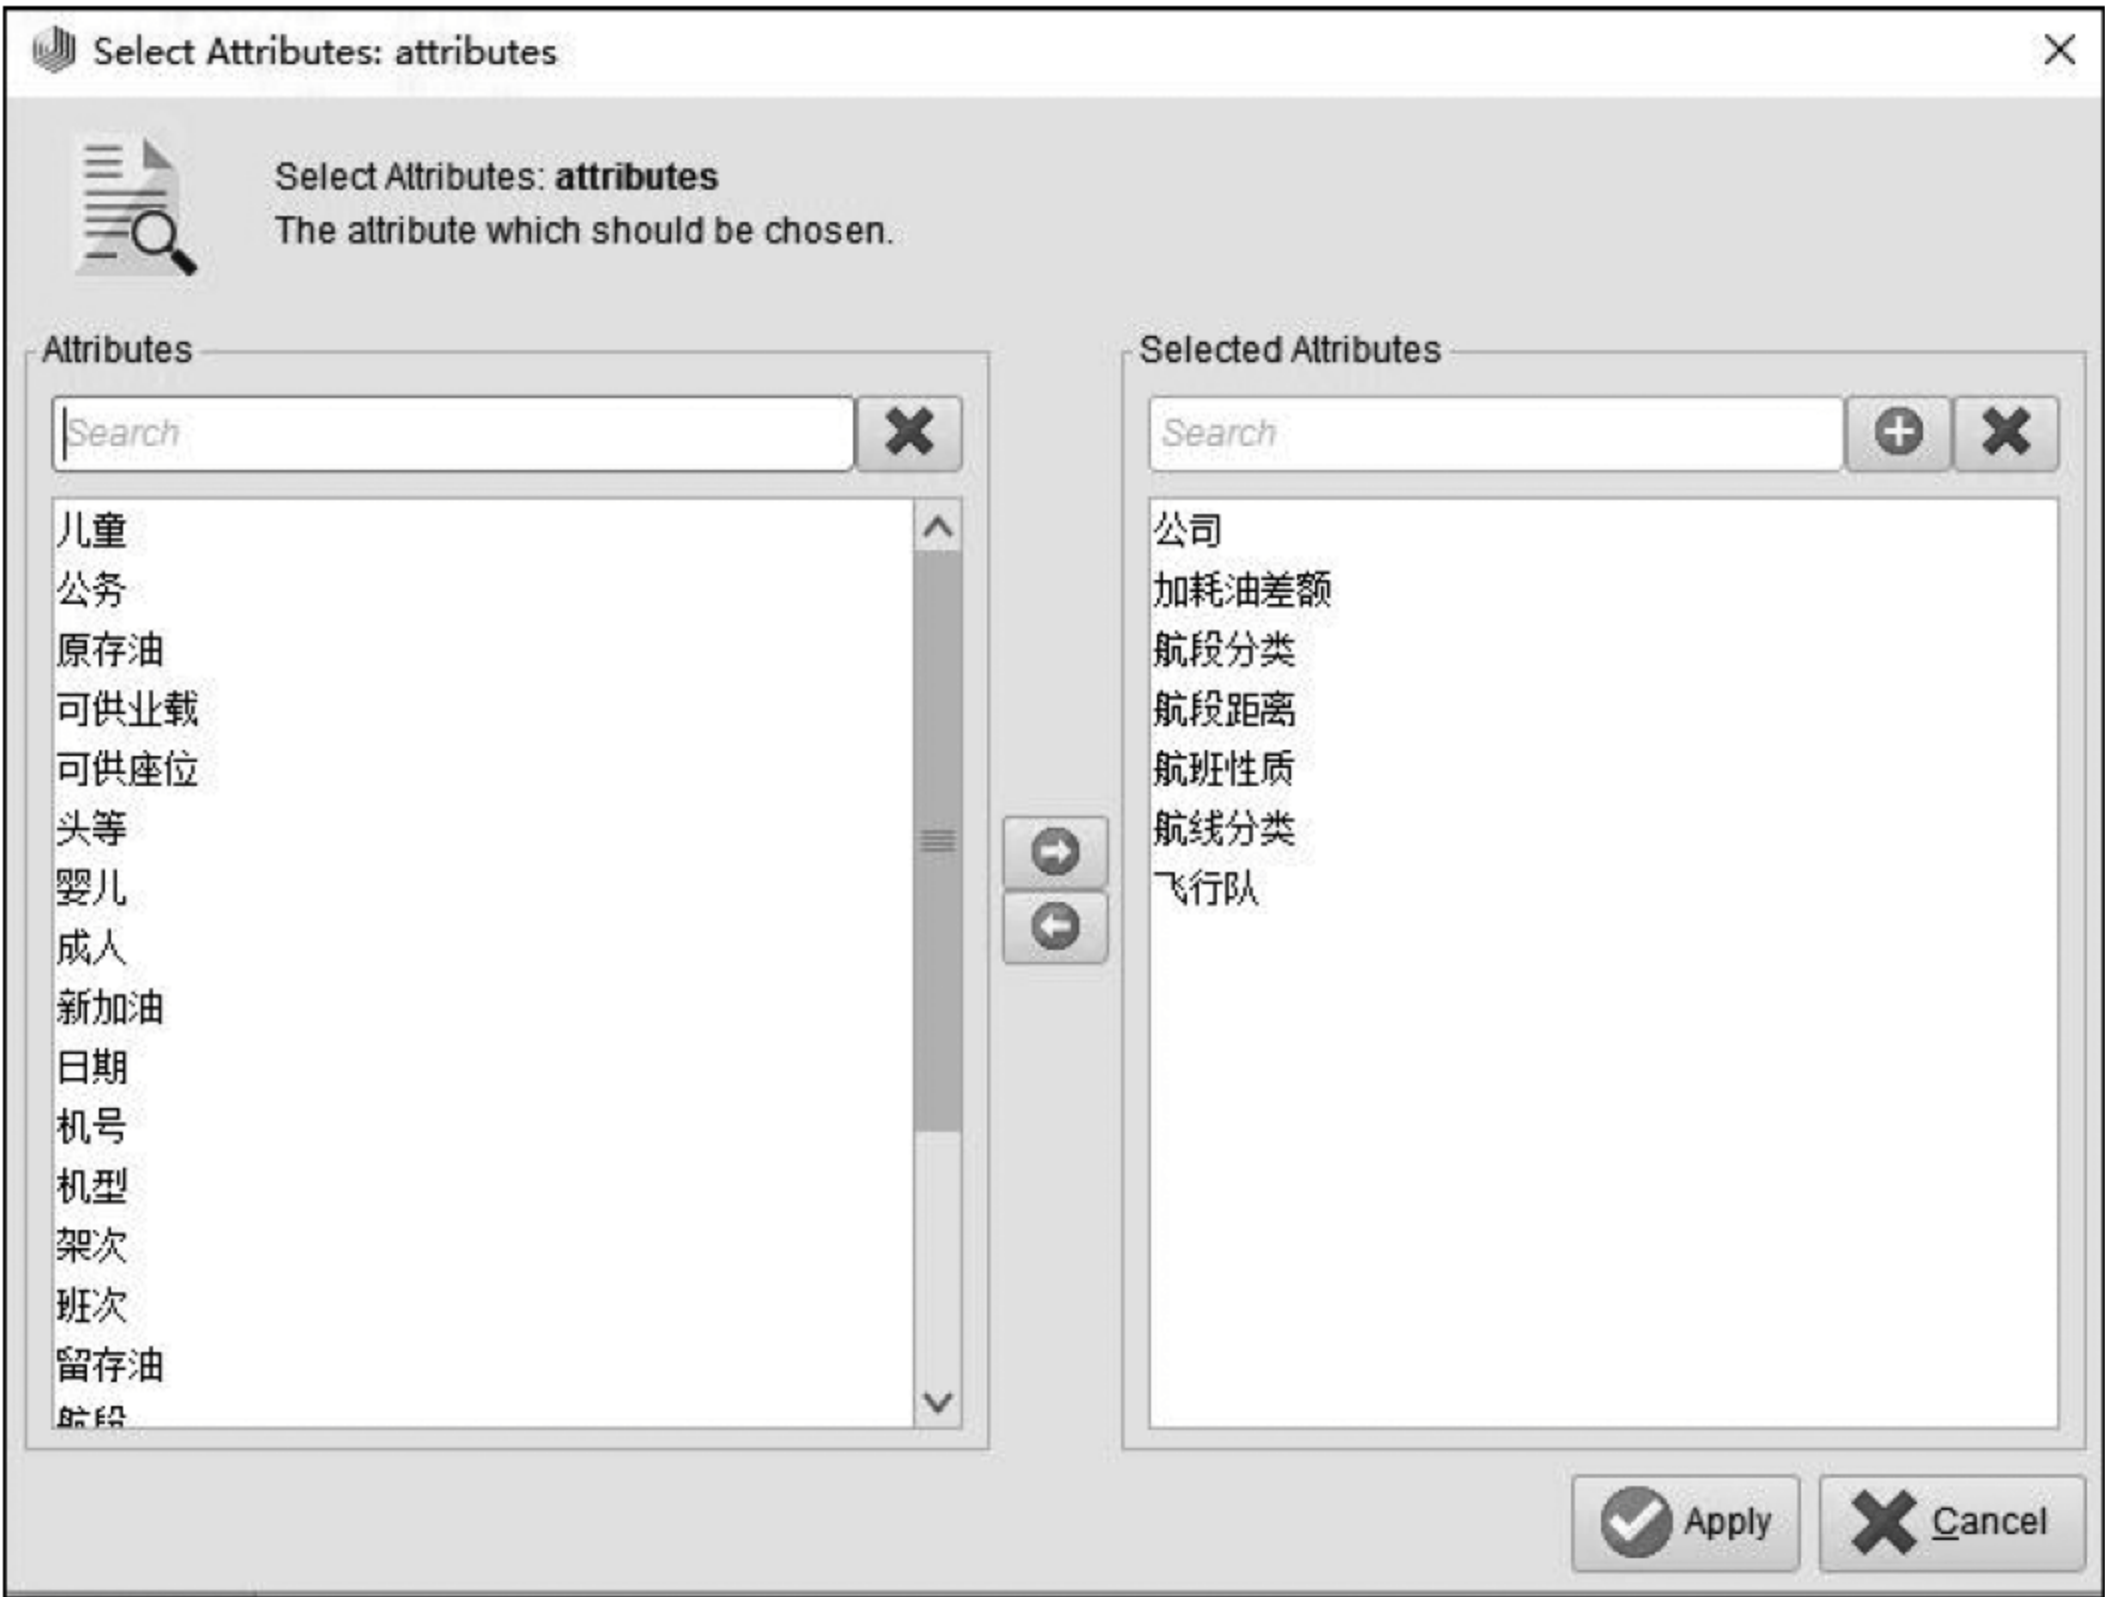 Select Attributes: attributes
Select Attributes: attributes
The attribute which should be chosen.
Attributes
Search
儿童
公务
原存油
可供业载
可供座位
头等
婴儿
成人
新加油
日期
机号
机型
架次
班次
留存油
航段
Selected Attributes
Search
公司
加耗油差额
航段分类
航段距离
航班性质
航线分类
飞行队
Apply
Cancel